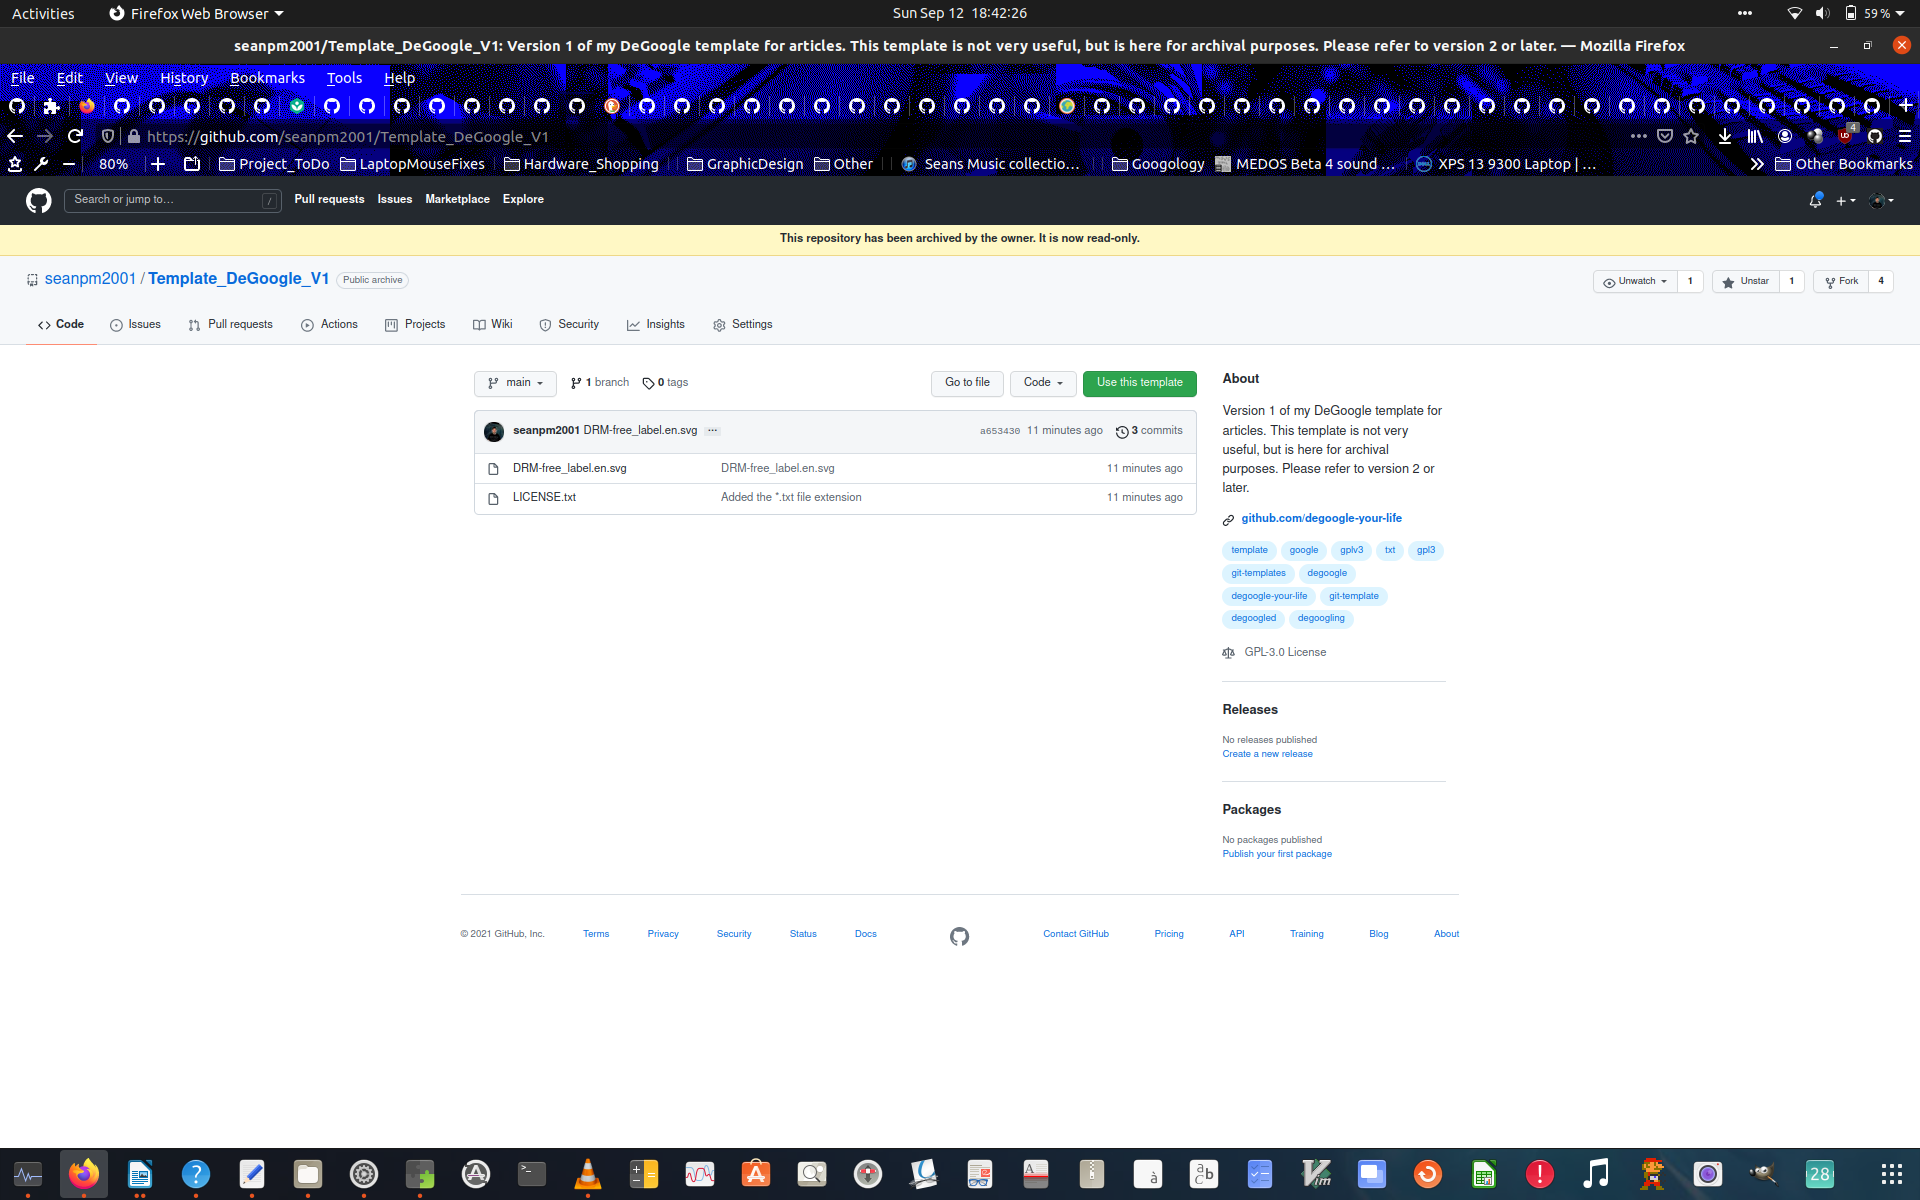 Activities Firefox Web Browser Sun Sep 12 18:42:26 59 %
seanpm2001/Template_DeGoogle_V1: Version 1 of my DeGoogle template for articles. This template is not very useful, but is here for archival purposes. Please refer to version 2 or later. — Mozilla Firefox
File Edit View History Bookmarks Tools Help
https://github.com/seanpm2001/Template_DeGoogle_V1 4
80% Project_ToDo LaptopMouseFixes Hardware_Shopping GraphicDesign Other Seans Music collectio… Googology MEDOS Beta 4 sound … XPS 13 9300 Laptop | … Other Bookmarks
Search or jump to… / Pull requests Issues Marketplace Explore
This repository has been archived by the owner. It is now read-only.
seanpm2001 / Template_DeGoogle_V1 Public archive Unwatch 1 Unstar 1 Fork 4
Code Issues Pull requests Actions Projects Wiki Security Insights Settings
main 1 branch 0 tags Go to file Code Use this template
seanpm2001 DRM-free_label.en.svg ... a653430 11 minutes ago 3 commits
DRM-free_label.en.svg DRM-free_label.en.svg 11 minutes ago
LICENSE.txt Added the *.txt file extension 11 minutes ago
About
Version 1 of my DeGoogle template for
articles. This template is not very
useful, but is here for archival
purposes. Please refer to version 2 or
later.
github.com/degoogle-your-life
template google gplv3 txt gpl3
git-templates degoogle
degoogle-your-life git-template
degoogled degoogling
GPL-3.0 License
Releases
No releases published
Create a new release
Packages
No packages published
Publish your first package
© 2021 GitHub, Inc. Terms Privacy Security Status Docs Contact GitHub Pricing API Training Blog About
28